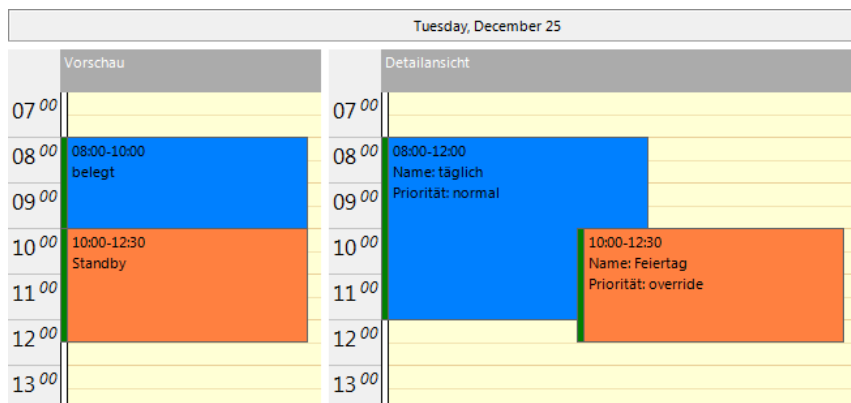 Tuesday, December 25
Vorschau
07 00
08 00
09 00
10 00
11 00
12 00
13 00
08:00-10:00
belegt
10:00-12:30
Standby
Detailansicht
07 00
08 00
09 00
10 00
11 00
12 00
13 00
08:00-12:00
Name: täglich
Priorität: normal
10:00-12:30
Name: Feiertag
Priorität: override